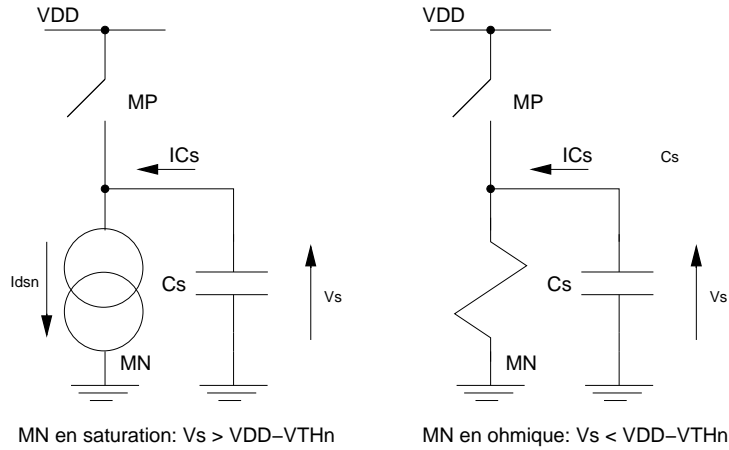 VDD
MP
ICs
Idsn
Cs
Vs
MN
MN en saturation: Vs > VDD−VTHn
VDD
MP
ICs
Cs
Cs
Vs
MN
MN en ohmique: Vs < VDD−VTHn